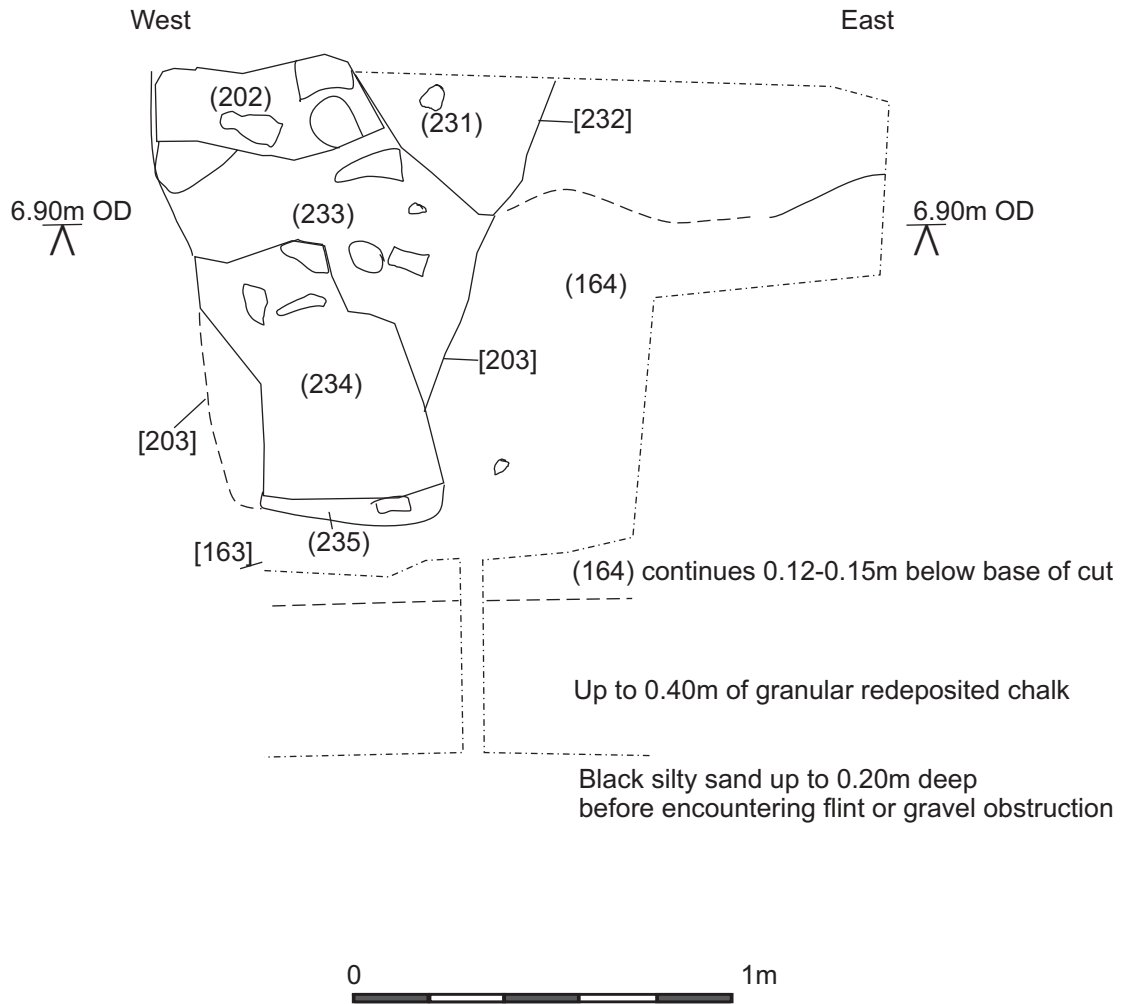 West
East
(202)
(231)
[232]
6.90m OD
(233)
6.90m OD
(164)
[203]
(234)
[203]
(235)
[163]
(164) continues 0.12-0.15m below base of cut
Up to 0.40m of granular redeposited chalk
Black silty sand up to 0.20m deep
before encountering flint or gravel obstruction
0
1m